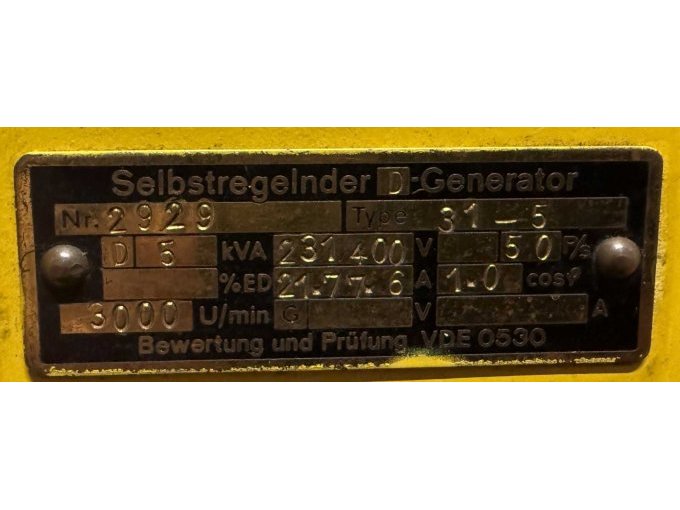 Selbstregelnder D-Generator
Nr. 2929 Type 31-5
D 5 kVA 231 400 V 50 P/s
%ED 21.7 7.6 A 1.0 cosφ
3000 U/min G V A
Bewertung und Prüfung VDE 0530